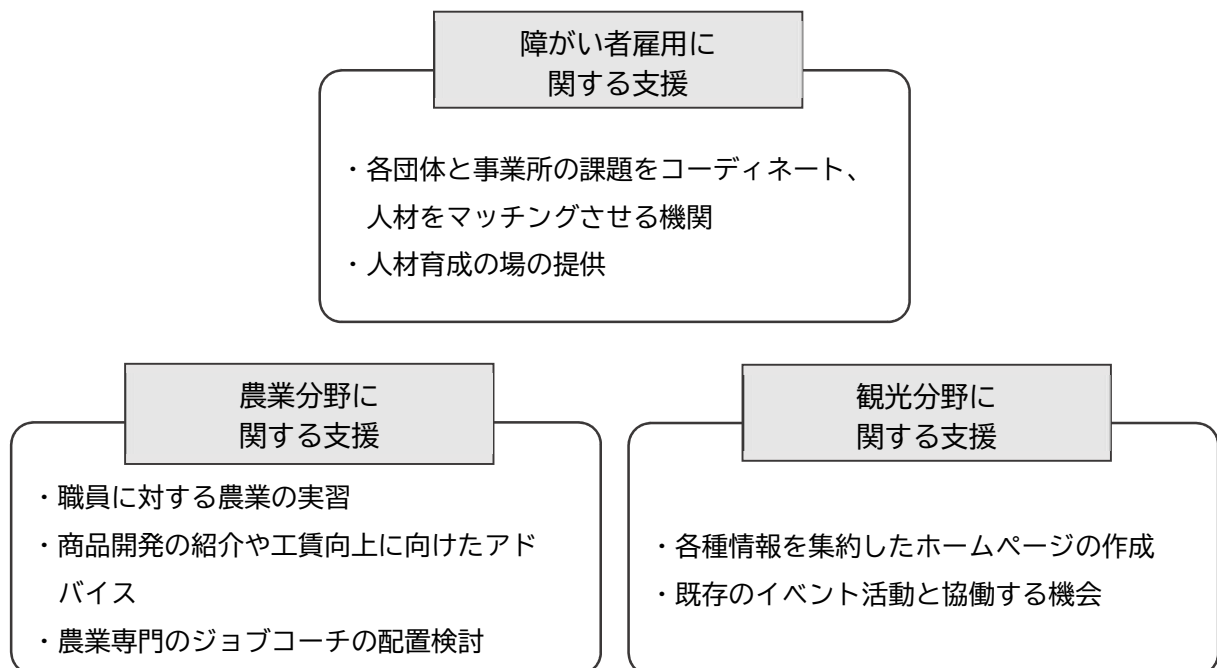 障がい者雇用に
関する支援
・各団体と事業所の課題をコーディネート、
人材をマッチングさせる機関
・人材育成の場の提供
農業分野に
関する支援
・職員に対する農業の実習
・商品開発の紹介や工賃向上に向けたアド
バイス
・農業専門のジョブコーチの配置検討
観光分野に
関する支援
・各種情報を集約したホームページの作成
・既存のイベント活動と協働する機会